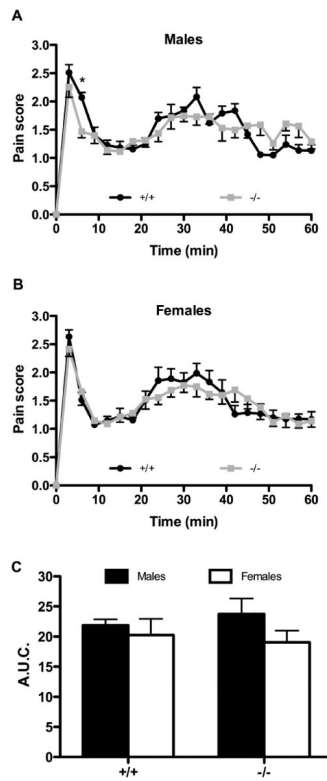 A
Males
3.0
2.5
2.0
1.5
1.0
0.5
0.0
Pain score
*
+/+
-/-
0 10 20 30 40 50 60
Time (min)
B
Females
3.0
2.5
2.0
1.5
1.0
0.5
0.0
Pain score
+/+
-/-
0 10 20 30 40 50 60
Time (min)
C
Males
Females
30
25
20
15
10
5
0
A.U.C.
+/+
-/-